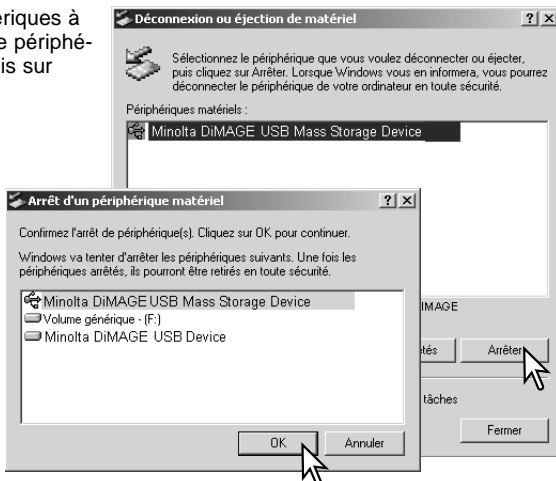 ériques à
e périphé-
is sur
Déconnexion ou éjection de matériel
Sélectionnez le périphérique que vous voulez déconnecter ou éjecter,
puis cliquez sur Arrêter. Lorsque Windows vous en informera, vous pourrez
déconnecter le périphérique de votre ordinateur en toute sécurité.
Périphériques matériels :
Minolta DiMAGE USB Mass Storage Device
Arrêt d'un périphérique matériel
Confirmez l'arrêt de périphérique(s). Cliquez sur OK pour continuer.
Windows va tenter d'arrêter les périphériques suivants. Une fois les
périphériques arrêtés, ils pourront être retirés en toute sécurité.
Minolta DiMAGE USB Mass Storage Device
Volume générique - (F:)
Minolta DiMAGE USB Device
OK
Annuler
IMAGE
tés
Arrêter
tâches
Fermer